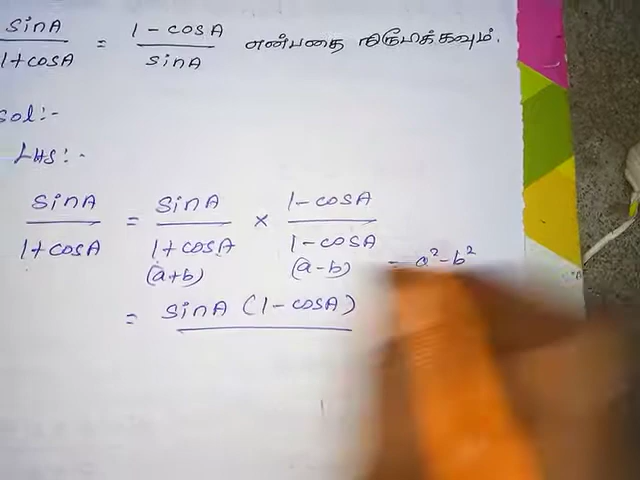 sinA / 1+cosA = 1-cosA / sinA என்பதை நிரூபிக்கவும்.
Sol:-
LHS:-
sinA / 1+cosA = sinA / 1+cosA × 1-cosA / 1-cosA
(a+b) (a-b) = a²-b²
= sinA (1-cosA)